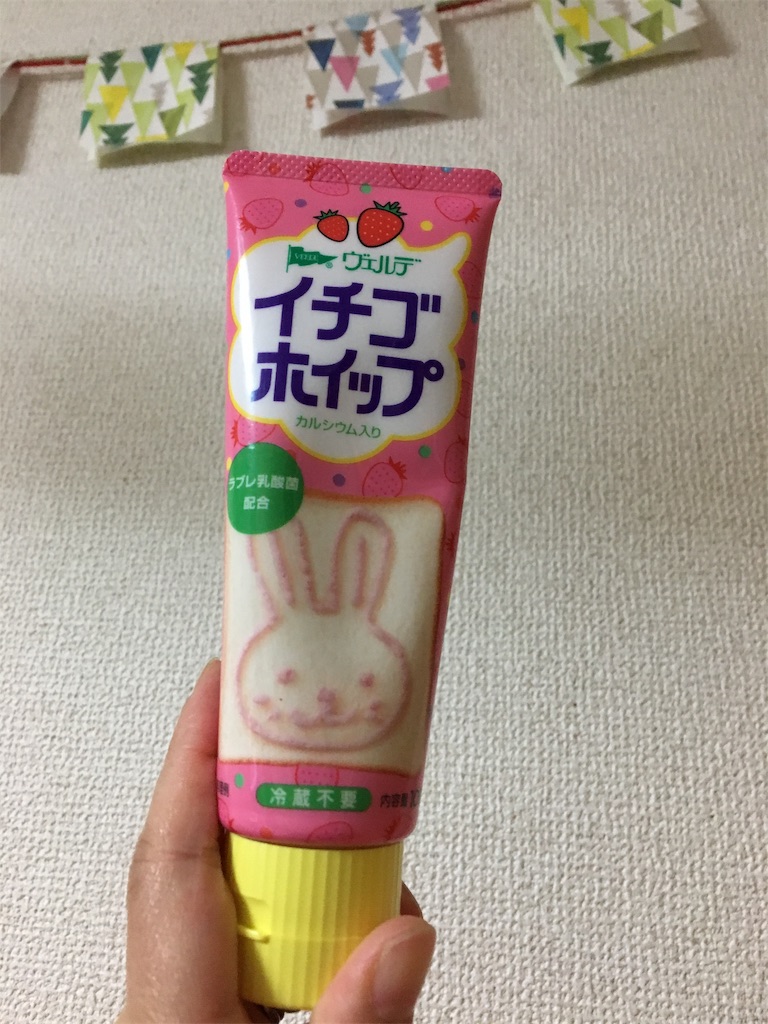 VERDE
ヴェルデ
イチゴ
ホイップ
カルシウム入り
ラブレ乳酸菌
配合
冷蔵不要
内容量